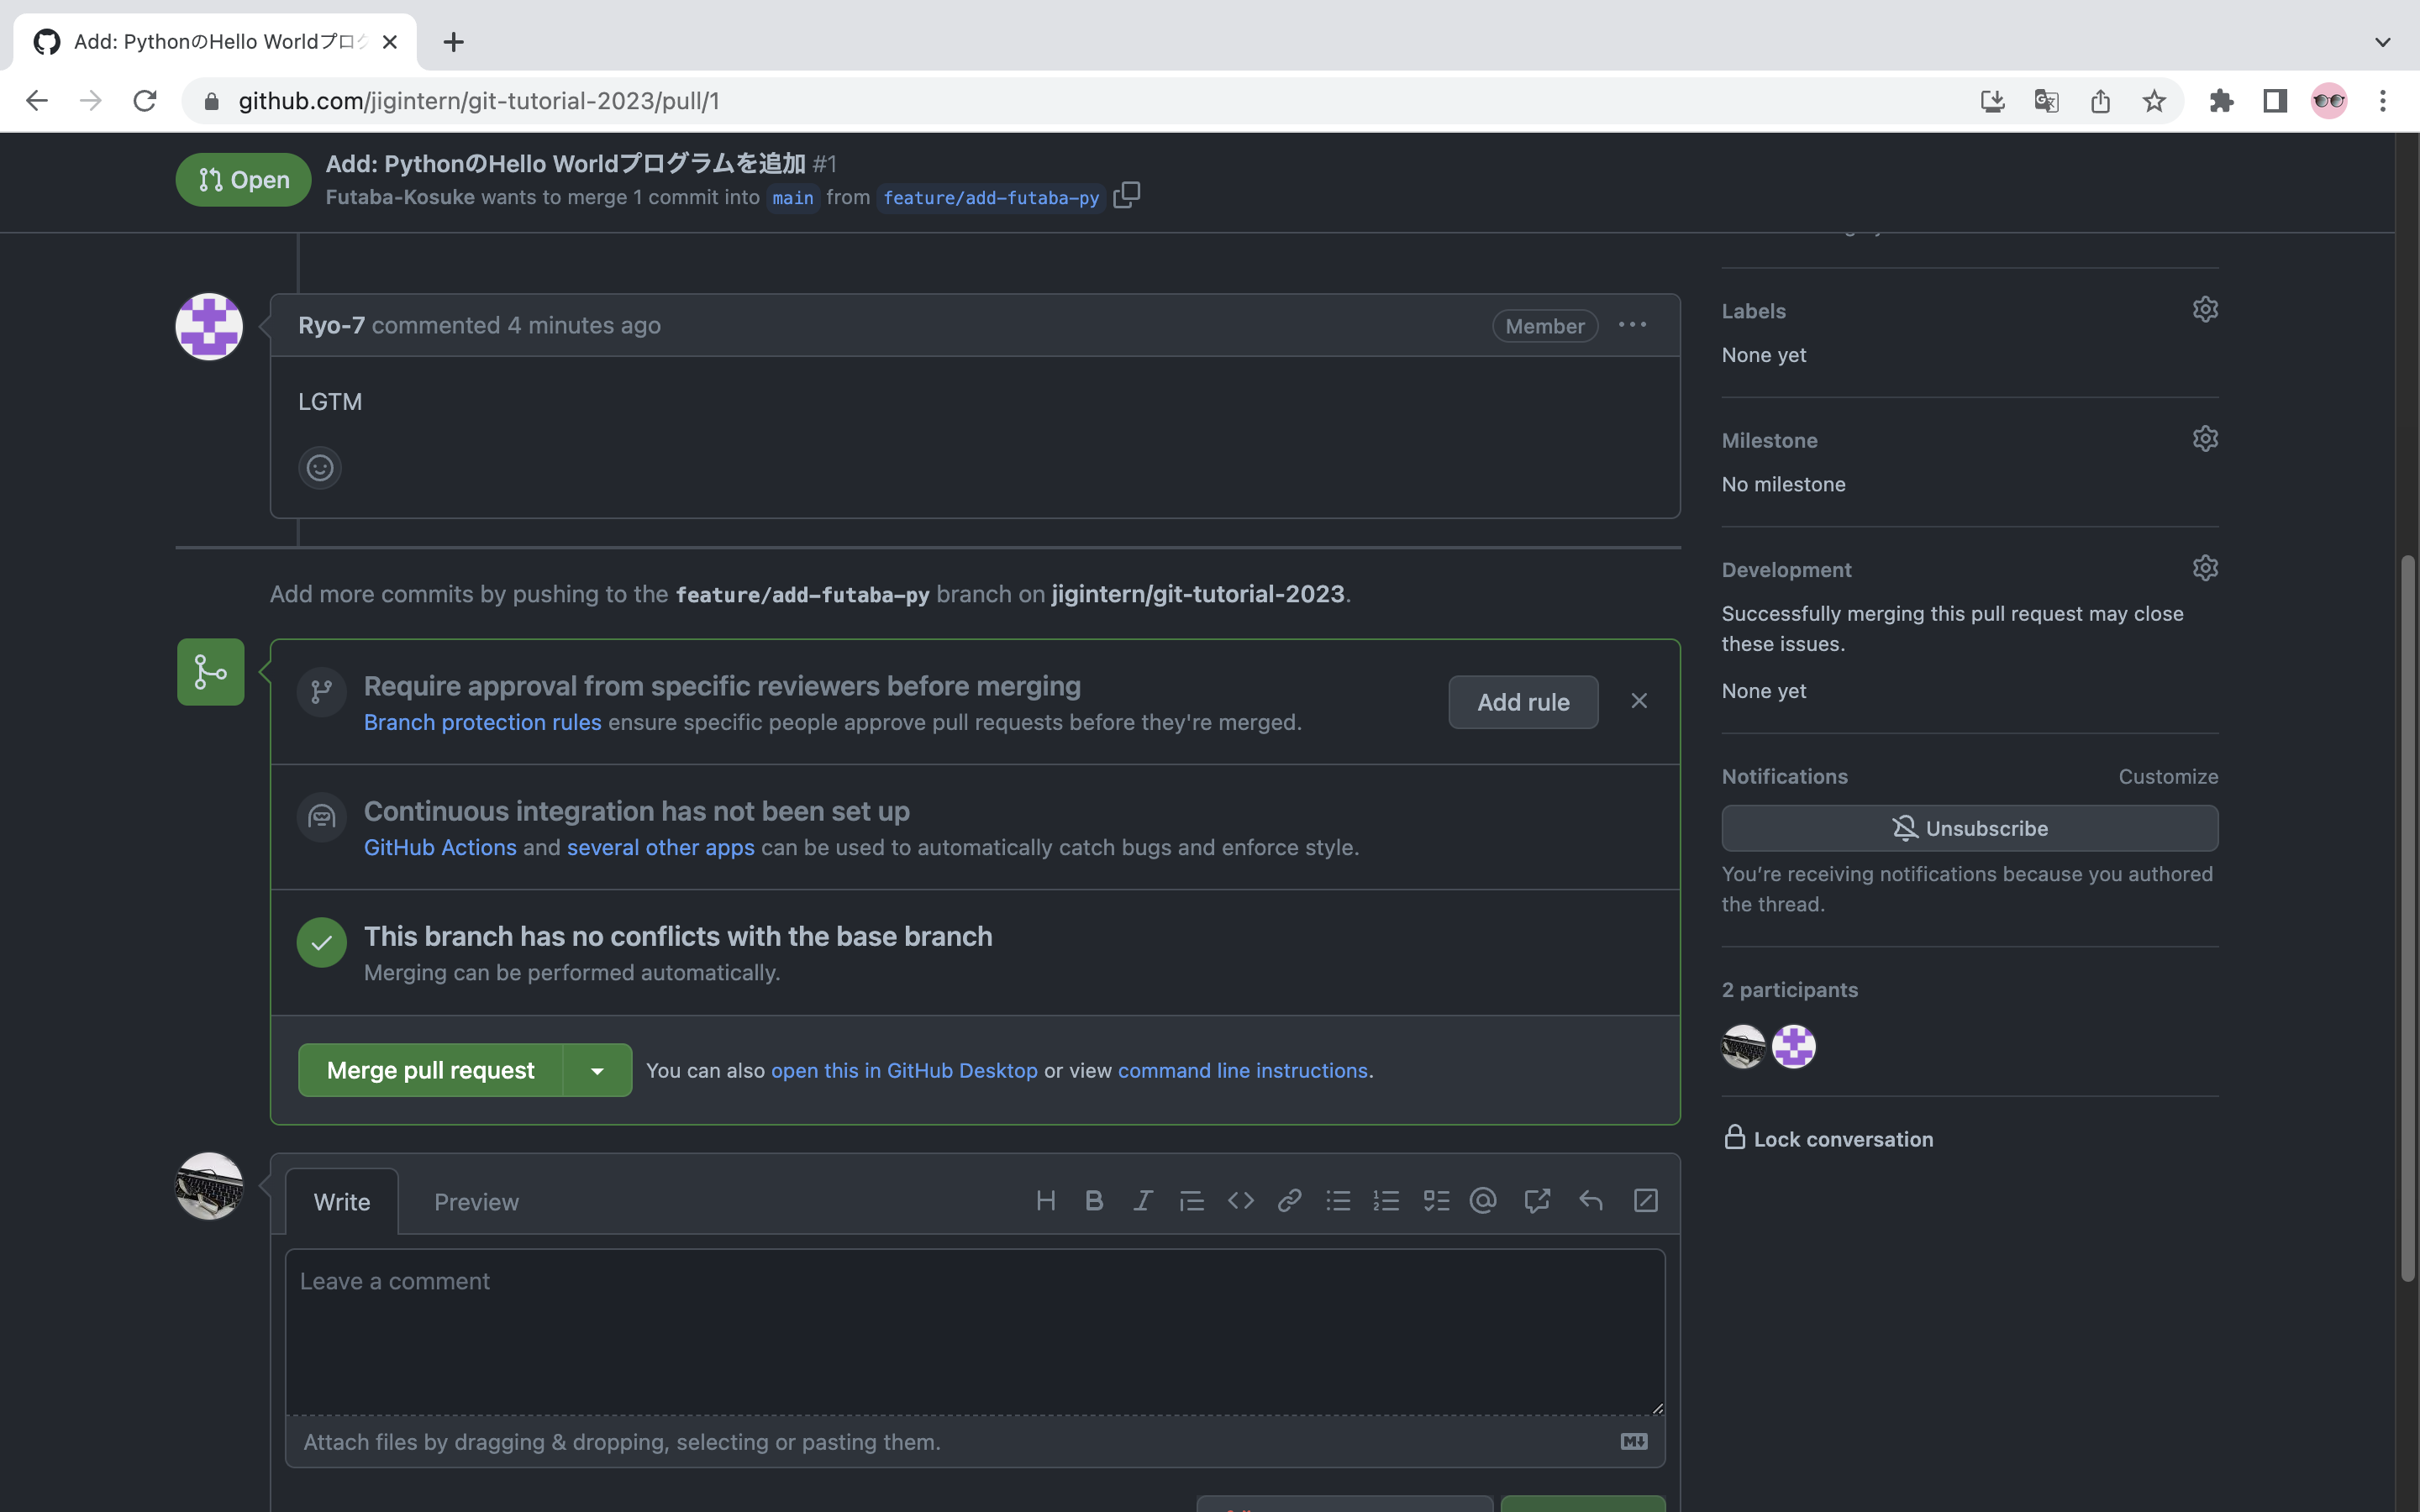 Add: PythonのHello Worldプログ
github.com/jigintern/git-tutorial-2023/pull/1
Open
Add: PythonのHello Worldプログラムを追加 #1
Futaba-Kosuke wants to merge 1 commit into main from feature/add-futaba-py
Ryo-7 commented 4 minutes ago
Member
LGTM
Add more commits by pushing to the feature/add-futaba-py branch on jigintern/git-tutorial-2023.
Require approval from specific reviewers before merging
Branch protection rules ensure specific people approve pull requests before they're merged.
Add rule
Continuous integration has not been set up
GitHub Actions and several other apps can be used to automatically catch bugs and enforce style.
This branch has no conflicts with the base branch
Merging can be performed automatically.
Merge pull request
You can also open this in GitHub Desktop or view command line instructions.
Write
Preview
Leave a comment
Attach files by dragging & dropping, selecting or pasting them.
Labels
None yet
Milestone
No milestone
Development
Successfully merging this pull request may close
these issues.
None yet
Notifications
Customize
Unsubscribe
You’re receiving notifications because you authored
the thread.
2 participants
Lock conversation